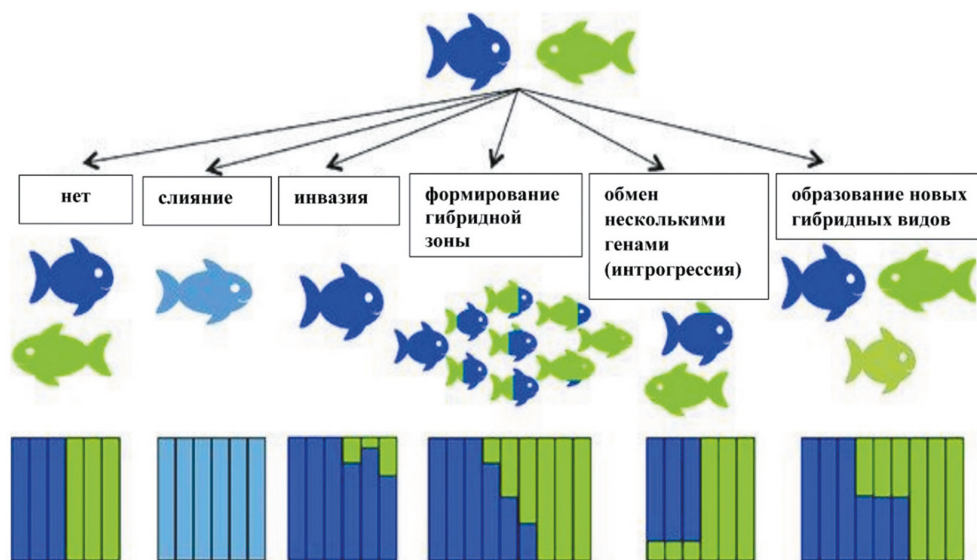 нет
слияние
инвазия
формирование
гибридной
зоны
обмен
несколькими
генами
(интрогрессия)
образование новых
гибридных видов